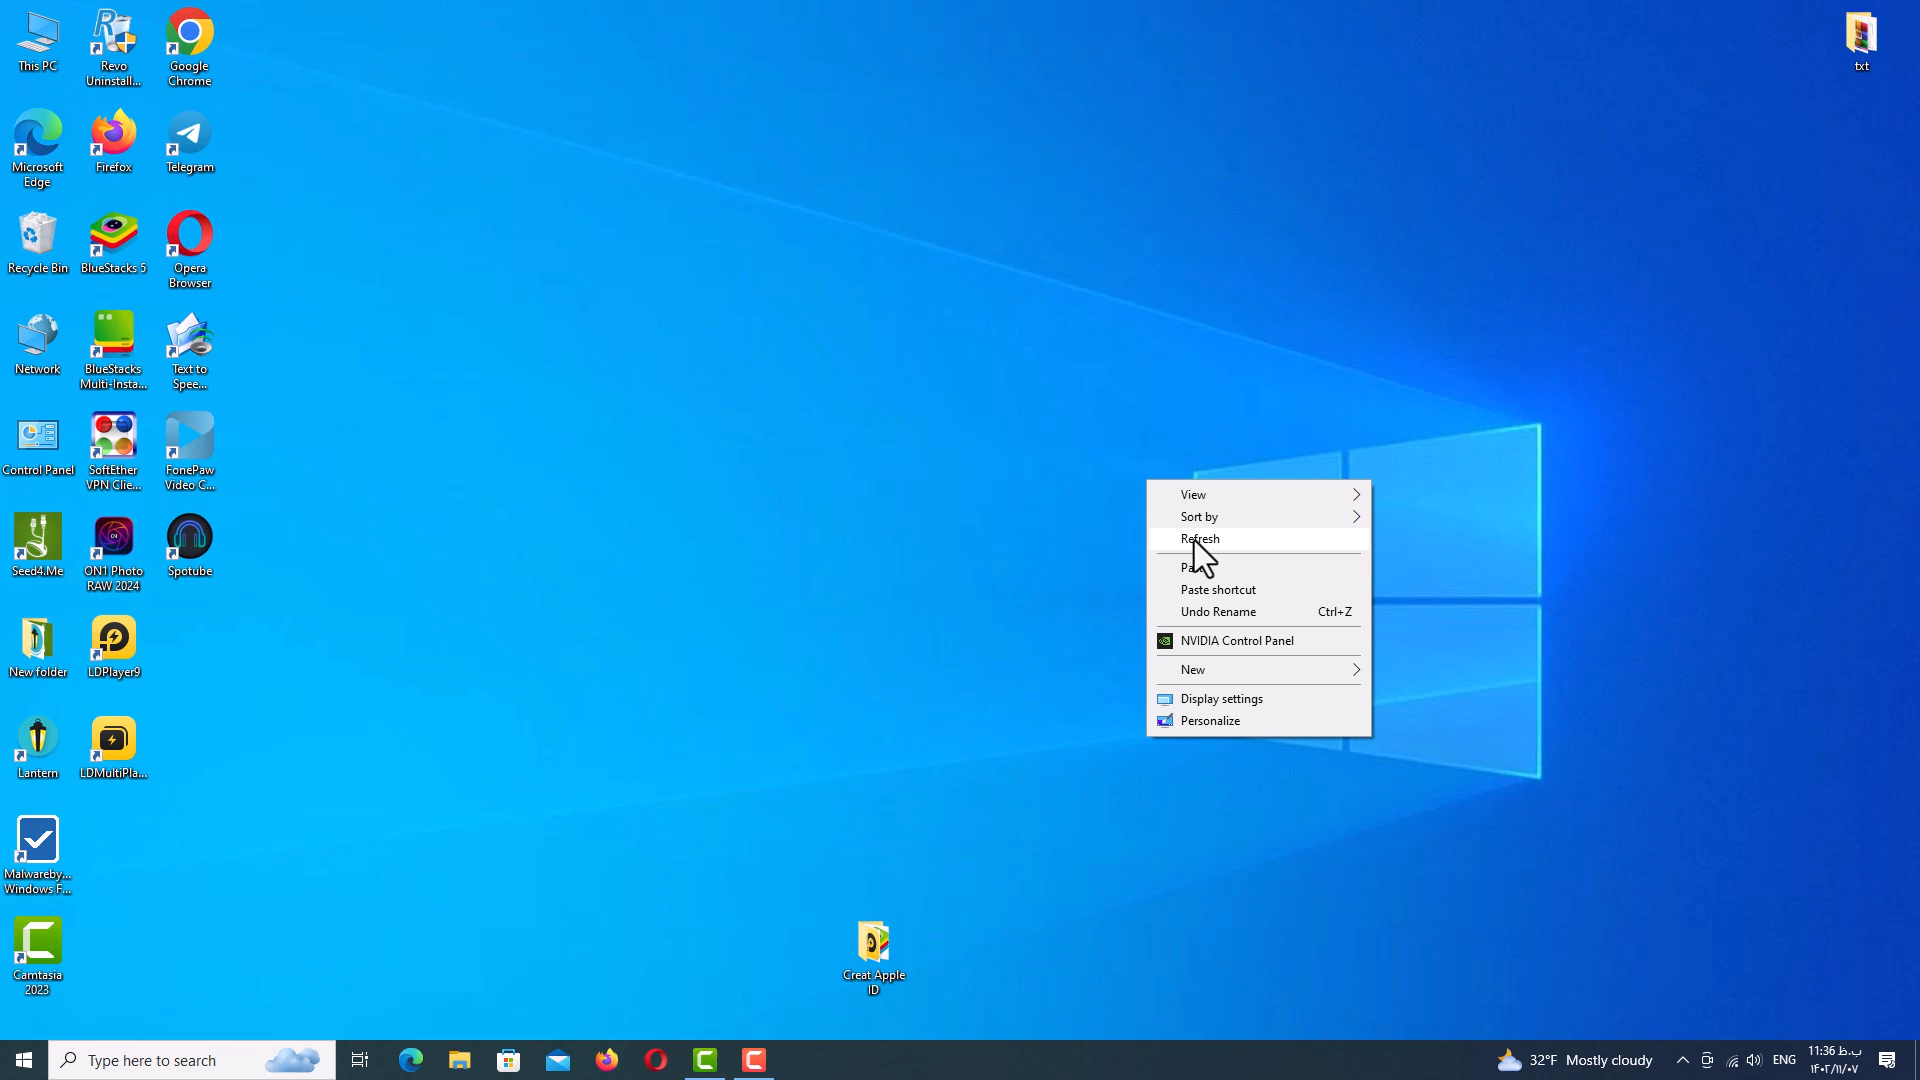 This PC
Revo
Uninstall...
Google
Chrome
txt
Microsoft
Edge
Firefox
Telegram
Recycle Bin
BlueStacks 5
Opera
Browser
Network
BlueStacks
Multi-Insta...
Text to
Spee...
Control Panel
SoftEther
VPN Clie...
FonePaw
Video C...
Seed4.Me
ON1 Photo
RAW 2024
Spotube
New folder
LDPlayer9
Lantern
LDMultiPla...
Malwareby...
Windows F...
Camtasia
2023
Creat Apple
ID
View
Sort by
Refresh
Paste shortcut
Undo Rename Ctrl+Z
NVIDIA Control Panel
New
Display settings
Personalize
Type here to search
32°F Mostly cloudy
ENG
11:36 ب.ظ
۱۴۰۲/۱۱/۰۷